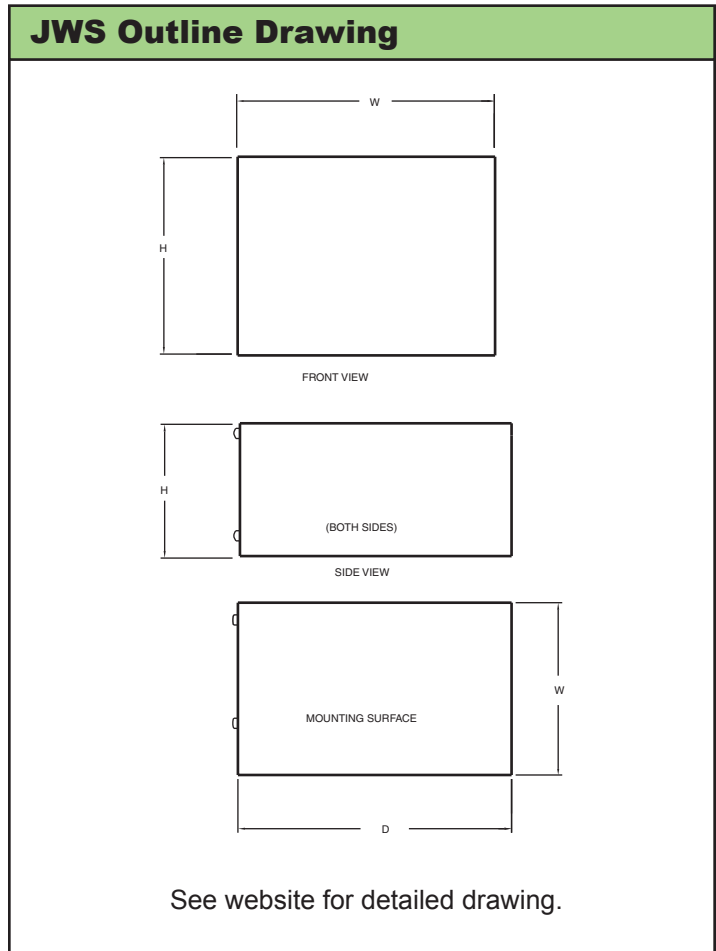 JWS Outline Drawing
W
H
FRONT VIEW
H
(BOTH SIDES)
SIDE VIEW
MOUNTING SURFACE
W
D
See website for detailed drawing.